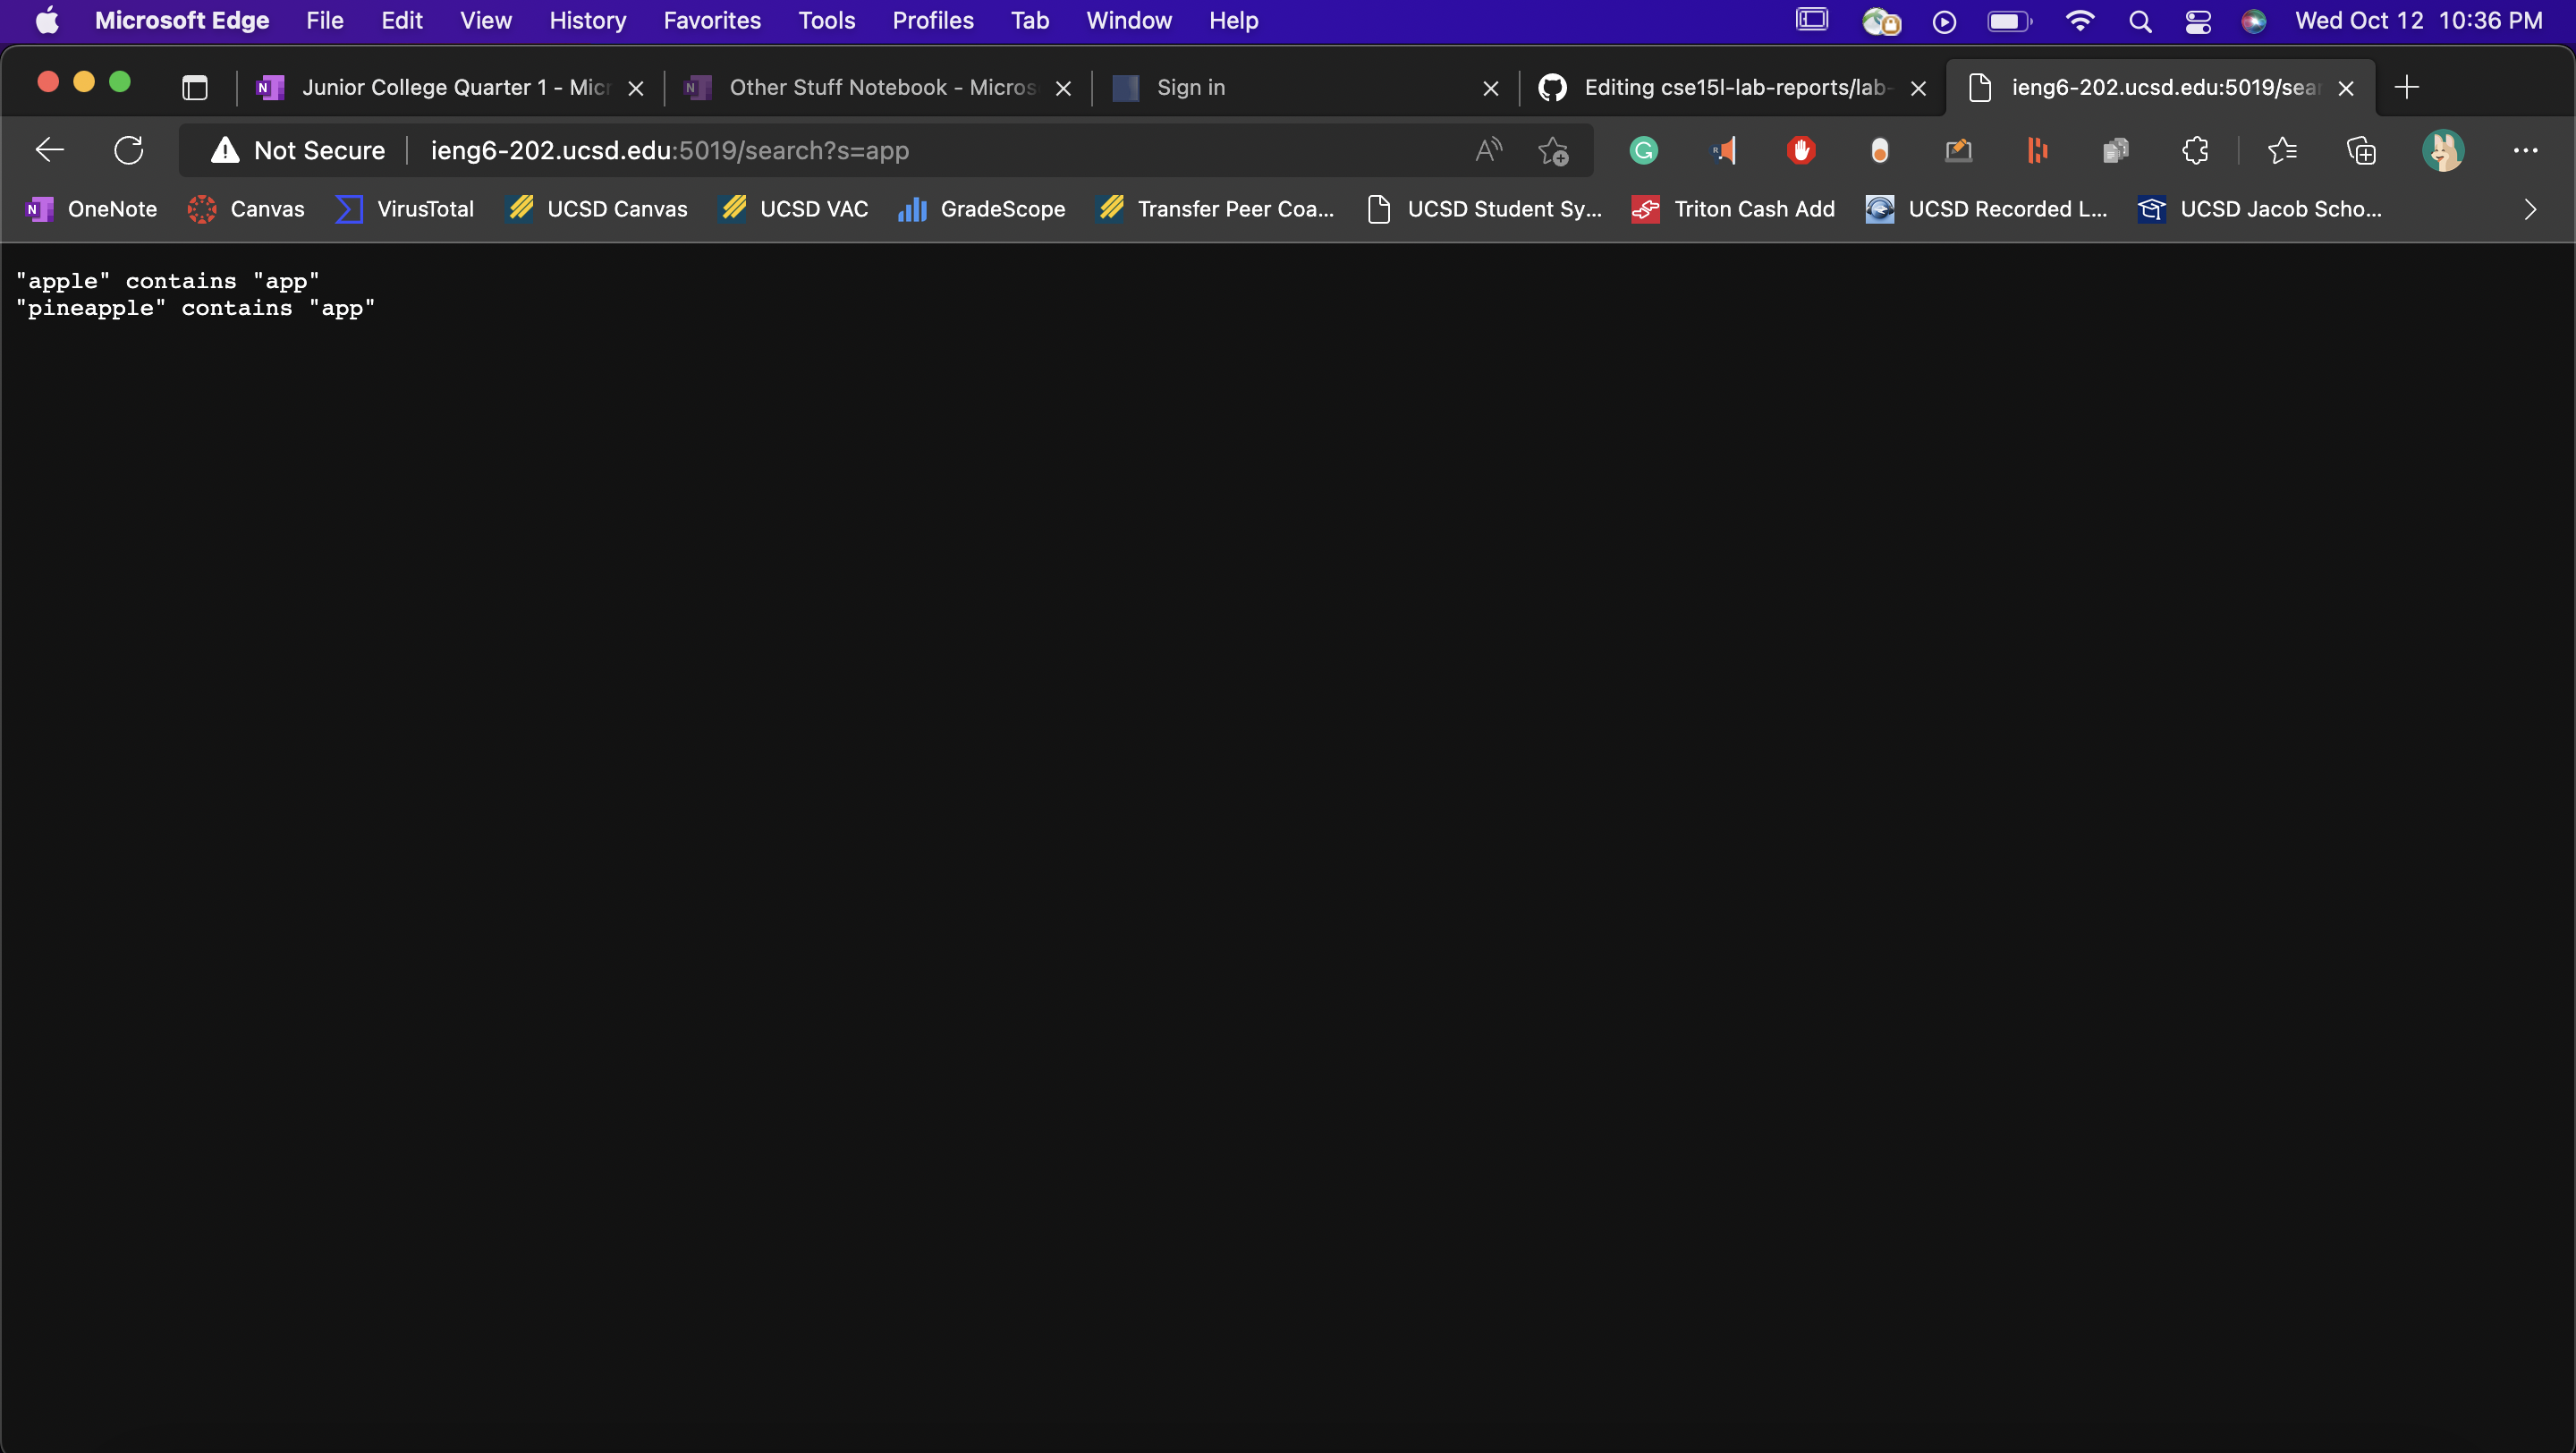 Microsoft Edge File Edit View History Favorites Tools Profiles Tab Window Help Wed Oct 12 10:36 PM
Junior College Quarter 1 - Micr Other Stuff Notebook - Micros Sign in Editing cse15l-lab-reports/lab- ieng6-202.ucsd.edu:5019/sear
Not Secure ieng6-202.ucsd.edu:5019/search?s=app
OneNote Canvas VirusTotal UCSD Canvas UCSD VAC GradeScope Transfer Peer Coa... UCSD Student Sy... Triton Cash Add UCSD Recorded L... UCSD Jacob Scho...
"apple" contains "app"
"pineapple" contains "app"